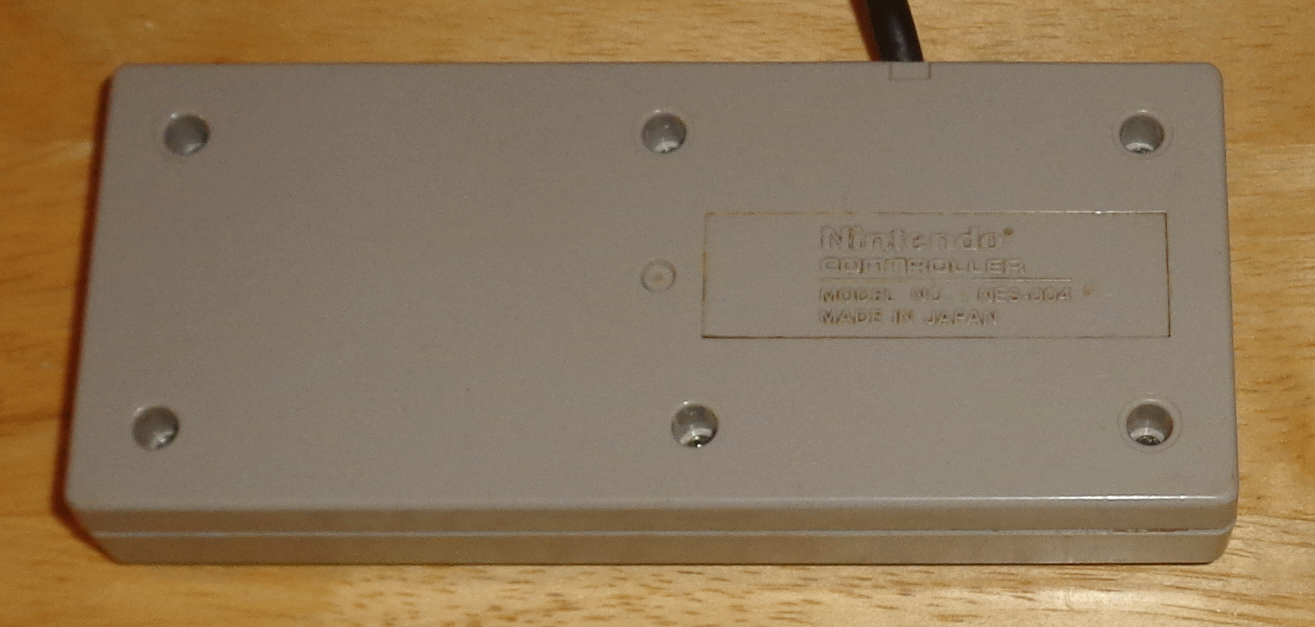 Nintendo®
CONTROLLER
MODEL NO. : NES-004
MADE IN JAPAN